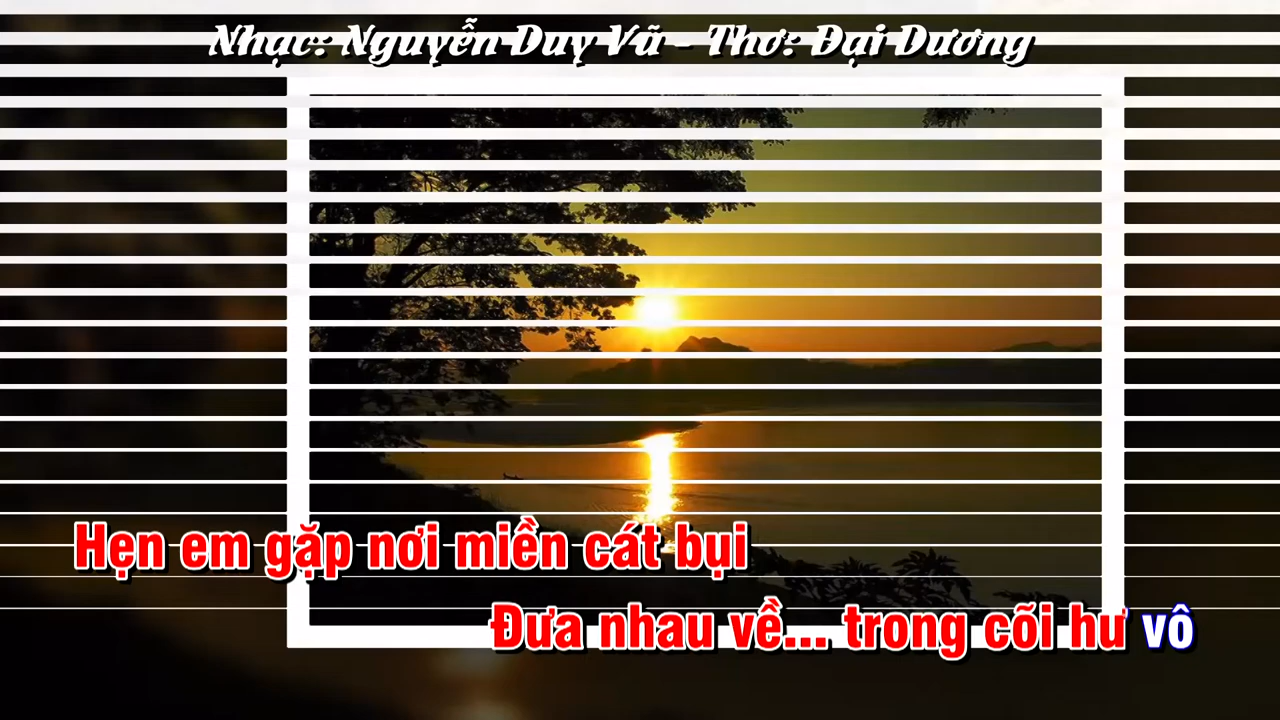 Nhạc: Nguyễn Duy Vũ - Thơ: Đại Dương
Hẹn em gặp nơi miền cát bụi
Đưa nhau về... trong cõi hư vô